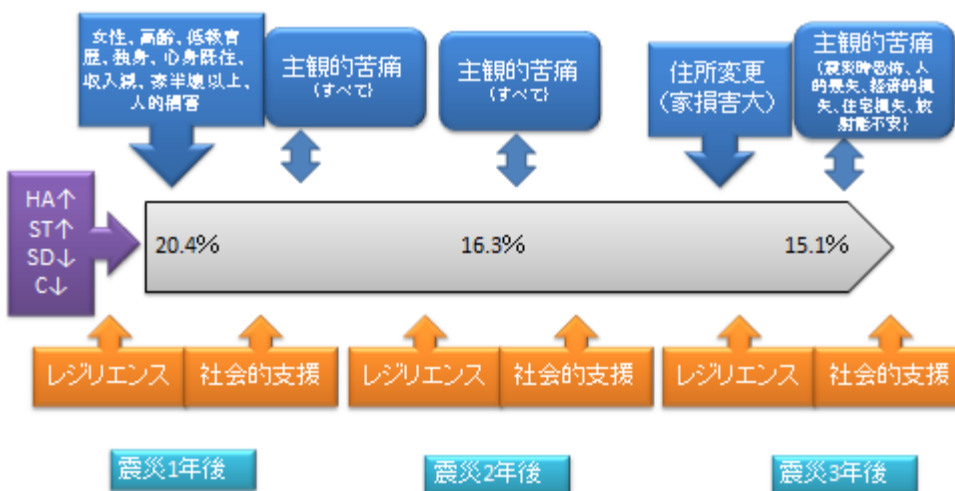 女性、高齢、低教育
歴、独身、心身既往、
収入減、家半壊以上、
人的損害
主観的苦痛
(すべて)
主観的苦痛
(すべて)
住所変更
(家損害大)
主観的苦痛
(震災時恐怖、人
的喪失、経済的損
失、住宅損失、放
射能不安)
HA↑
ST↑
SD↓
C↓
20.4%
16.3%
15.1%
レジリエンス
社会的支援
レジリエンス
社会的支援
レジリエンス
社会的支援
震災1年後
震災2年後
震災3年後